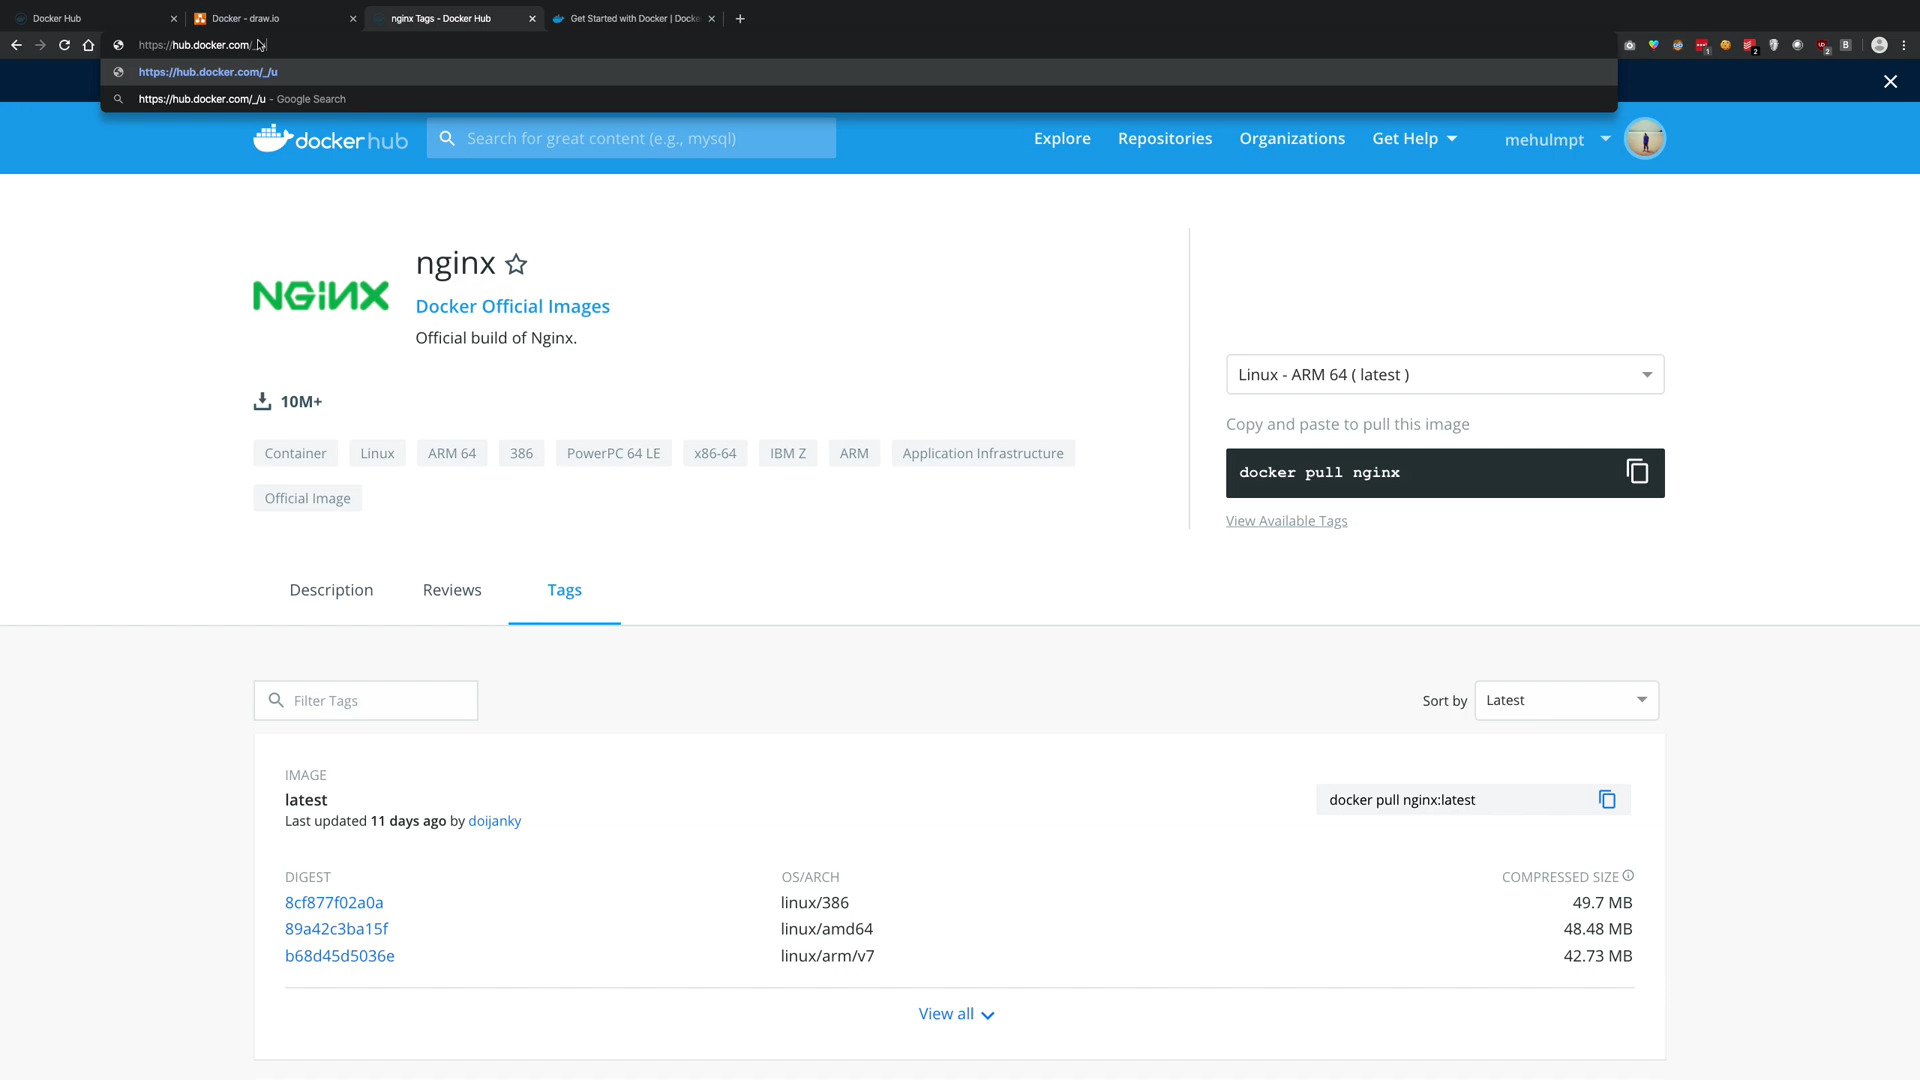 Docker Hub
Docker - draw.io
nginx Tags - Docker Hub
Get Started with Docker | Docke
https://hub.docker.com/_
https://hub.docker.com/_/u
https://hub.docker.com/_/u - Google Search
dockerhub
Search for great content (e.g., mysql)
Explore
Repositories
Organizations
Get Help
mehulmpt
NGINX
nginx
Docker Official Images
Official build of Nginx.
10M+
Container
Linux
ARM 64
386
PowerPC 64 LE
x86-64
IBM Z
ARM
Application Infrastructure
Official Image
Linux - ARM 64 ( latest )
Copy and paste to pull this image
docker pull nginx
View Available Tags
Description
Reviews
Tags
Filter Tags
Sort by
Latest
IMAGE
latest
Last updated 11 days ago by doijanky
docker pull nginx:latest
DIGEST
OS/ARCH
COMPRESSED SIZE
8cf877f02a0a
linux/386
49.7 MB
89a42c3ba15f
linux/amd64
48.48 MB
b68d45d5036e
linux/arm/v7
42.73 MB
View all